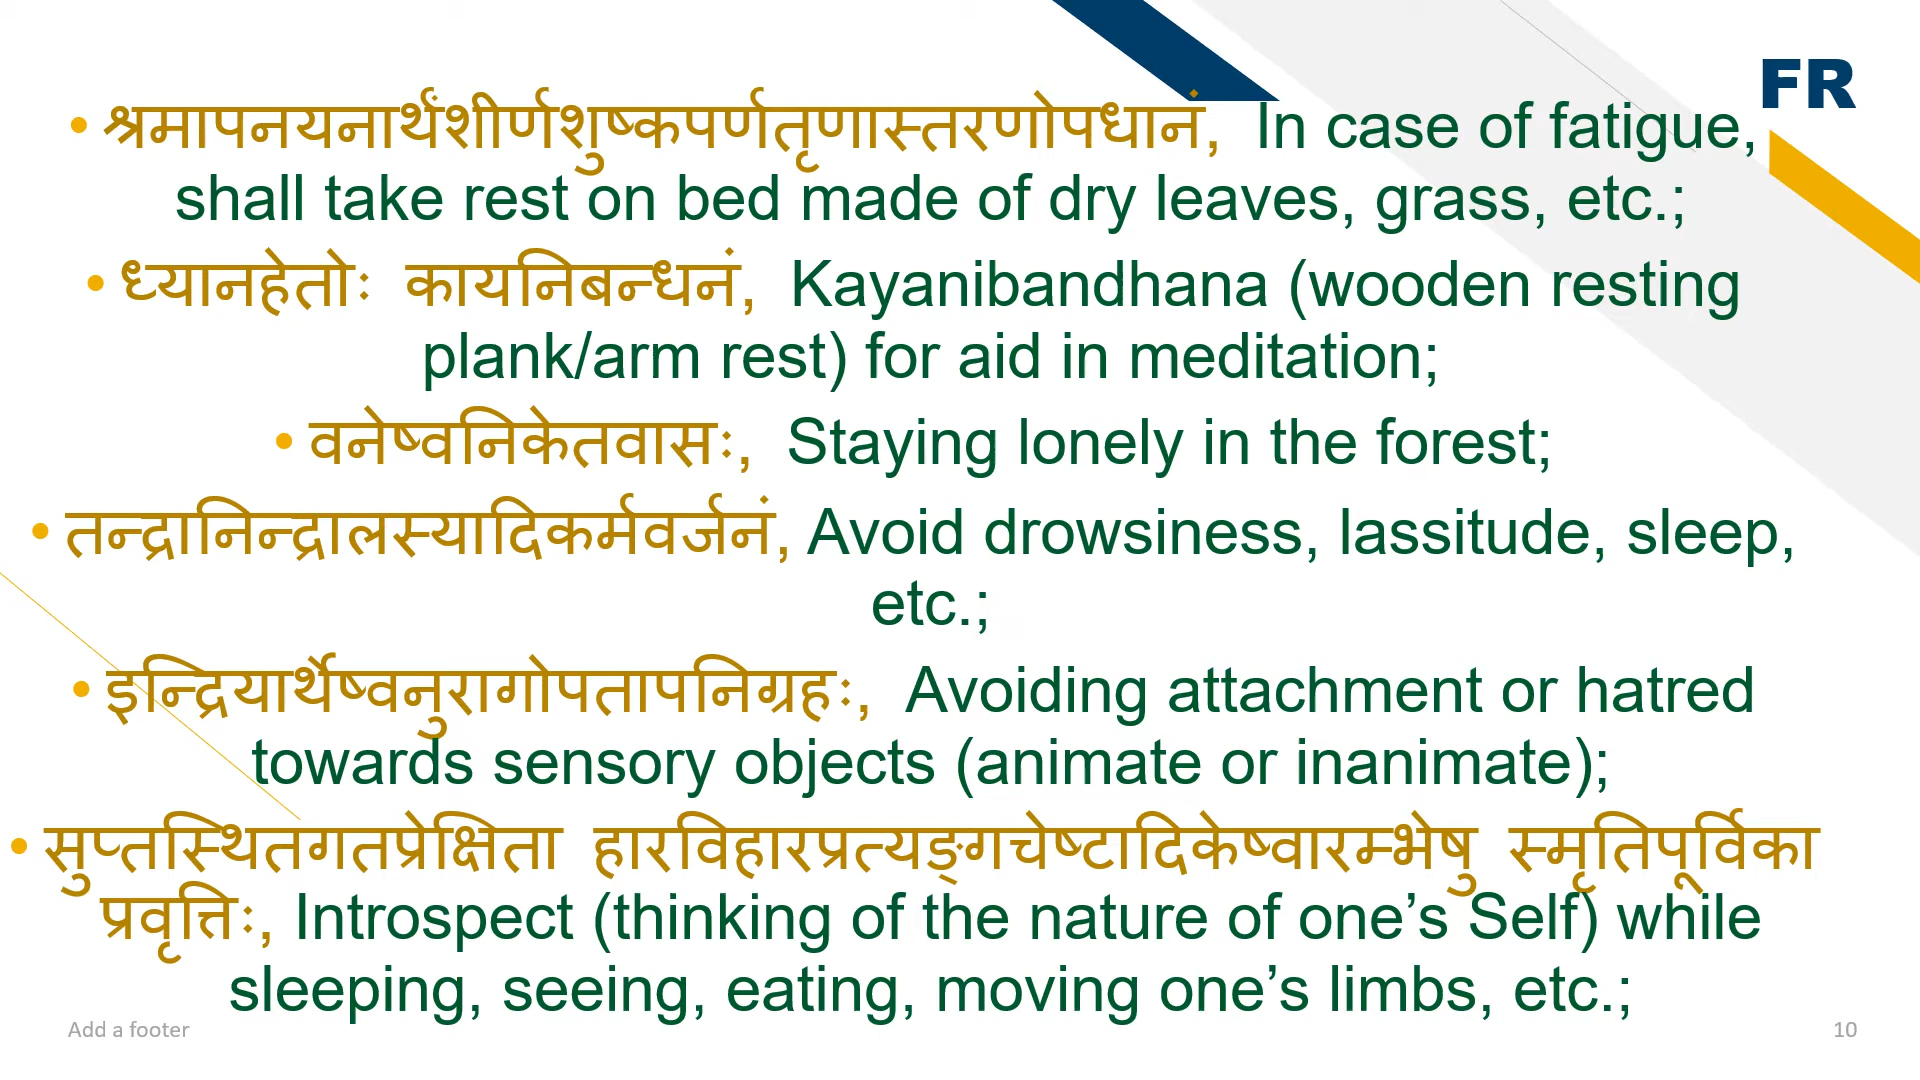 FR
• श्रमापनयनार्थंशीर्णशुष्कपर्णतृणास्तरणोपधानं, In case of fatigue,
shall take rest on bed made of dry leaves, grass, etc.;
• ध्यानहेतोः कायनिबन्धनं, Kayanibandhana (wooden resting
plank/arm rest) for aid in meditation;
• वनेष्वनिकेतवासः, Staying lonely in the forest;
• तन्द्रानिन्द्रालस्यादिकर्मवर्जनं, Avoid drowsiness, lassitude, sleep,
etc.;
• इन्द्रियार्थैष्वनुरागोपतापनिग्रहः, Avoiding attachment or hatred
towards sensory objects (animate or inanimate);
• सुप्तस्थितगतप्रेक्षिता हारविहारप्रत्यङ्गचेष्टादिकेष्वारम्भेषु स्मृतिपूर्विका
प्रवृत्तिः, Introspect (thinking of the nature of one’s Self) while
sleeping, seeing, eating, moving one’s limbs, etc.;
Add a footer
10